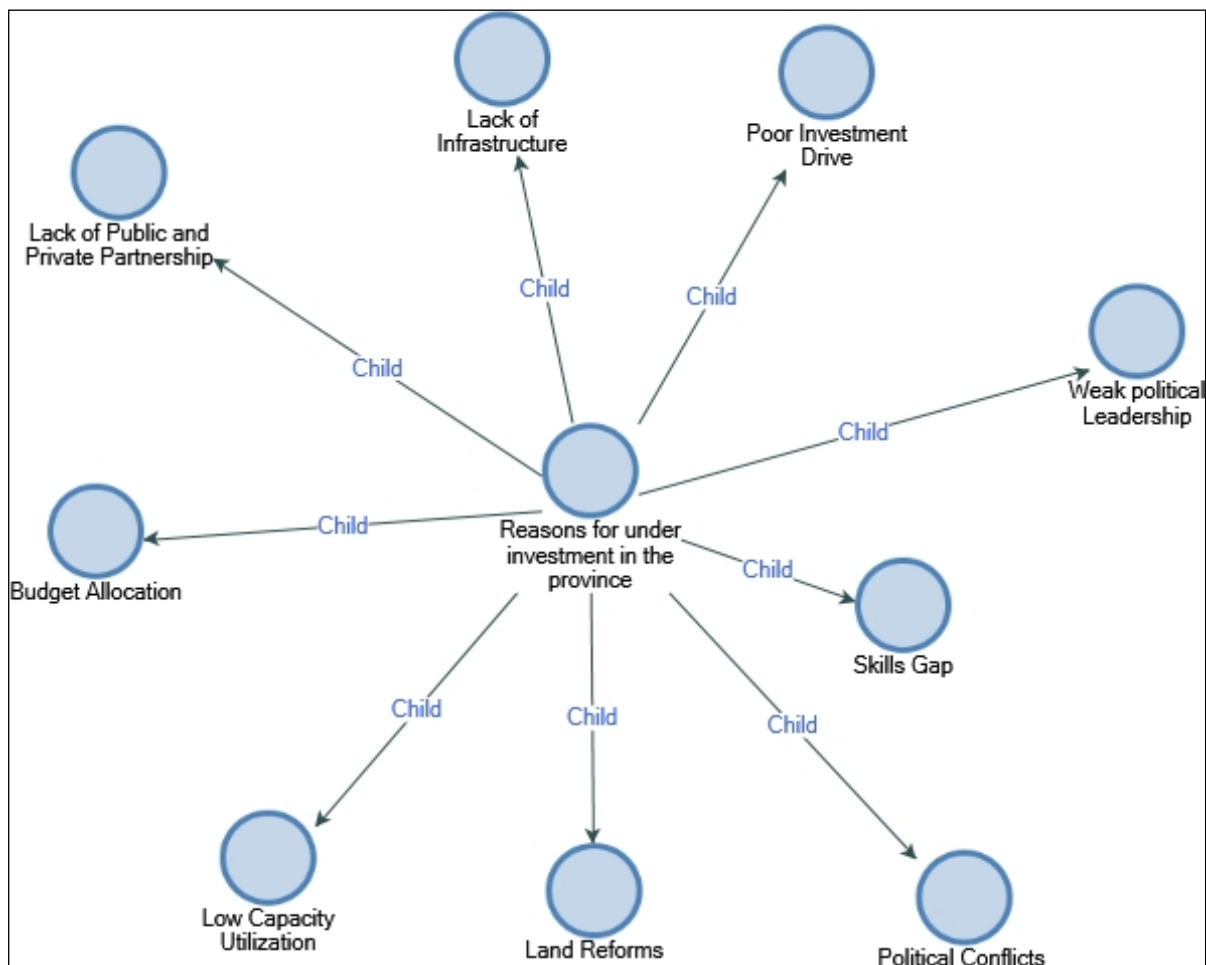 Lack of
Infrastructure
Poor Investment
Drive
Lack of Public and
Private Partnership
Child
Child
Child
Weak political
Leadership
Child
Child
Reasons for under
investment in the
province
Budget Allocation
Child
Skills Gap
Child
Child
Child
Low Capacity
Utilization
Land Reforms
Political Conflicts